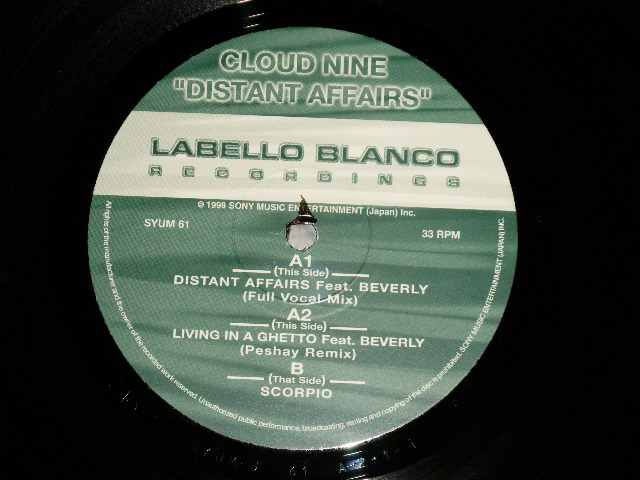 CLOUD NINE
"DISTANT AFFAIRS"
LABELLO BLANCO
RECORDINGS
℗ 1998 SONY MUSIC ENTERTAINMENT (Japan) Inc.
SYUM 61
33 RPM
A1
(This Side)
DISTANT AFFAIRS Feat. BEVERLY
(Full Vocal Mix)
A2
(This Side)
LIVING IN A GHETTO Feat. BEVERLY
(Peshay Remix)
B
(That Side)
SCORPIO
All rights of the manufacturer and the owner of the recorded work reserved. Unauthorized public performance, broadcasting, renting and copying of the disc is prohibited. SONY MUSIC ENTERTAINMENT (JAPAN) INC.